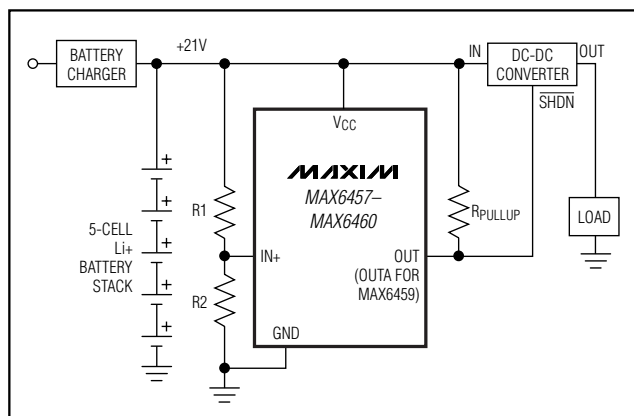 BATTERY
CHARGER
+21V
IN
DC-DC
CONVERTER
OUT
SHDN
VCC
MAXIM
MAX6457–
MAX6460
R1
RPULLUP
LOAD
5-CELL
Li+
BATTERY
STACK
+
+
+
+
+
IN+
OUT
(OUTA FOR
MAX6459)
R2
GND